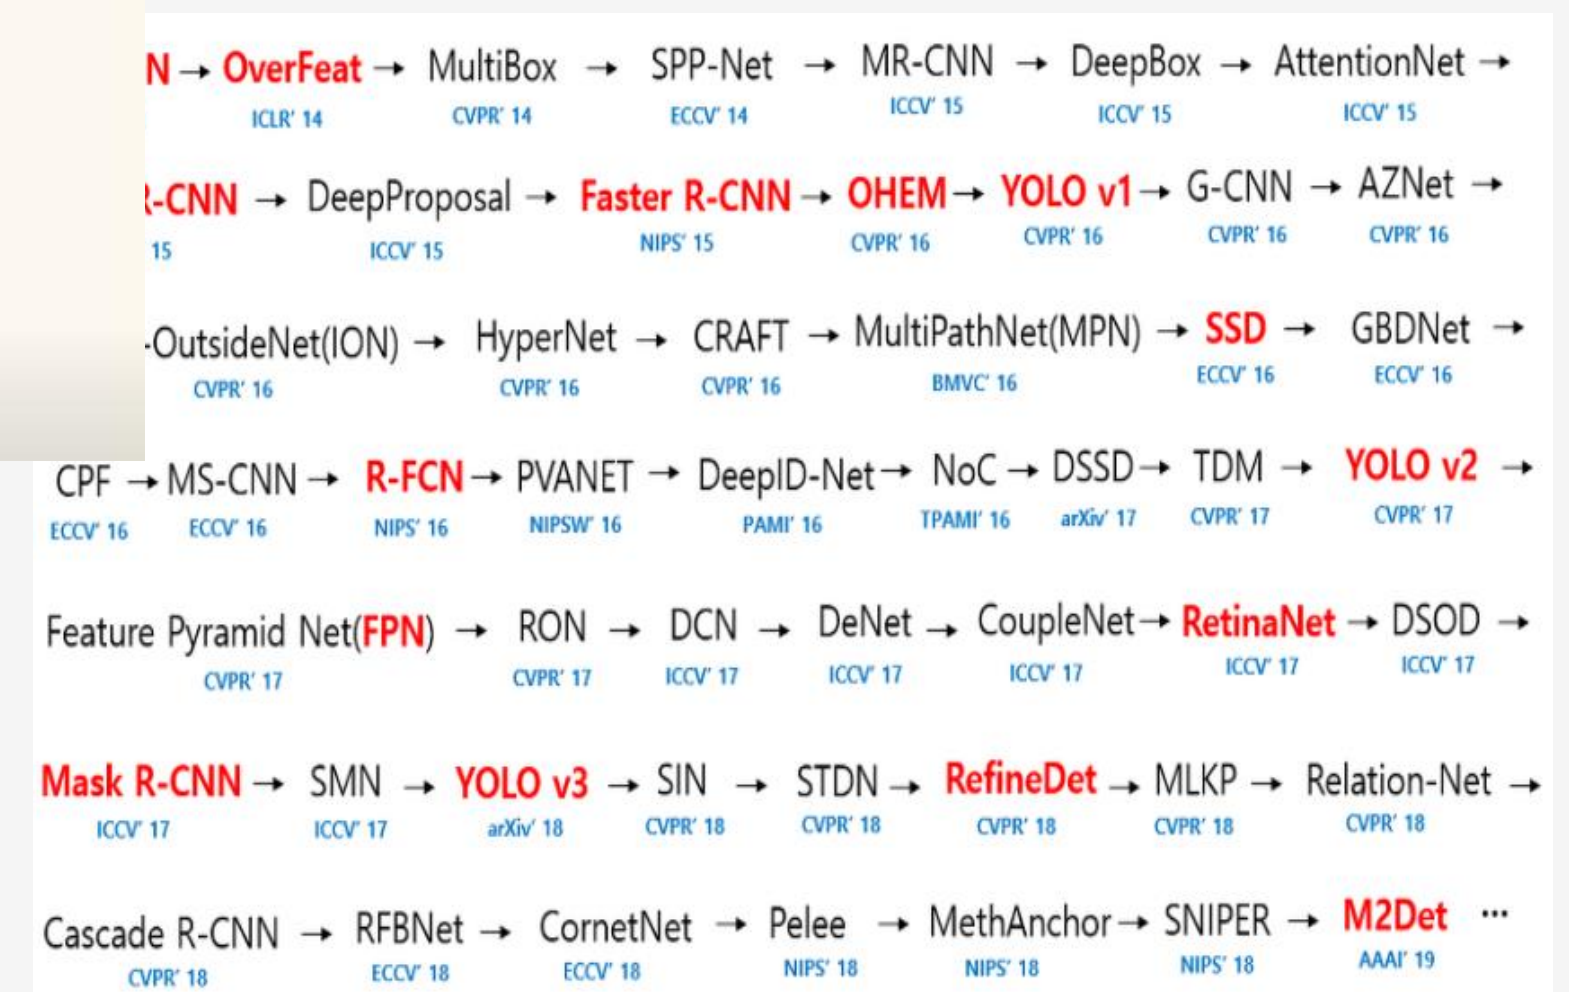 N → OverFeat → MultiBox → SPP-Net → MR-CNN → DeepBox → AttentionNet →
ICLR' 14 CVPR' 14 ECCV' 14 ICCV' 15 ICCV' 15 ICCV' 15
-CNN → DeepProposal → Faster R-CNN → OHEM → YOLO v1 → G-CNN → AZNet →
15 ICCV' 15 NIPS' 15 CVPR' 16 CVPR' 16 CVPR' 16 CVPR' 16
-OutsideNet(ION) → HyperNet → CRAFT → MultiPathNet(MPN) → SSD → GBDNet →
CVPR' 16 CVPR' 16 CVPR' 16 BMVC' 16 ECCV' 16 ECCV' 16
CPF → MS-CNN → R-FCN → PVANET → DeepID-Net → NoC → DSSD → TDM → YOLO v2 →
ECCV' 16 ECCV' 16 NIPS' 16 NIPSW' 16 PAMI' 16 TPAMI' 16 arXiv' 17 CVPR' 17 CVPR' 17
Feature Pyramid Net(FPN) → RON → DCN → DeNet → CoupleNet → RetinaNet → DSOD →
CVPR' 17 CVPR' 17 ICCV' 17 ICCV' 17 ICCV' 17 ICCV' 17 ICCV' 17
Mask R-CNN → SMN → YOLO v3 → SIN → STDN → RefineDet → MLKP → Relation-Net →
ICCV' 17 ICCV' 17 arXiv' 18 CVPR' 18 CVPR' 18 CVPR' 18 CVPR' 18 CVPR' 18
Cascade R-CNN → RFBNet → CornetNet → Pelee → MethAnchor → SNIPER → M2Det ...
CVPR' 18 ECCV' 18 ECCV' 18 NIPS' 18 NIPS' 18 NIPS' 18 AAAI' 19